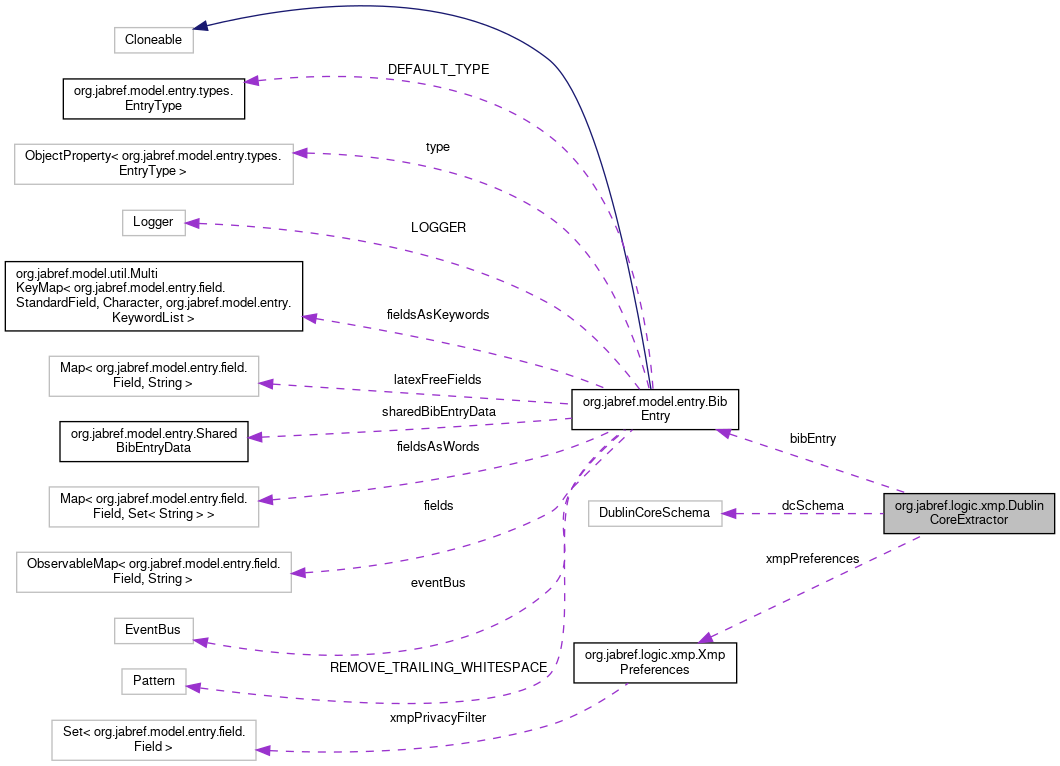 Cloneable
DEFAULT_TYPE
org.jabref.model.entry.types.
EntryType
type
ObjectProperty< org.jabref.model.entry.types.
EntryType >
Logger
LOGGER
org.jabref.model.util.Multi
KeyMap< org.jabref.model.entry.field.
StandardField, Character, org.jabref.model.entry.
KeywordList >
fieldsAsKeywords
Map< org.jabref.model.entry.field.
Field, String >
latexFreeFields
org.jabref.model.entry.Bib
Entry
sharedBibEntryData
org.jabref.model.entry.Shared
BibEntryData
fieldsAsWords
bibEntry
Map< org.jabref.model.entry.field.
Field, Set< String > >
fields
DublinCoreSchema
dcSchema
org.jabref.logic.xmp.Dublin
CoreExtractor
ObservableMap< org.jabref.model.entry.field.
Field, String >
eventBus
xmpPreferences
EventBus
REMOVE_TRAILING_WHITESPACE
org.jabref.logic.xmp.Xmp
Preferences
Pattern
xmpPrivacyFilter
Set< org.jabref.model.entry.field.
Field >